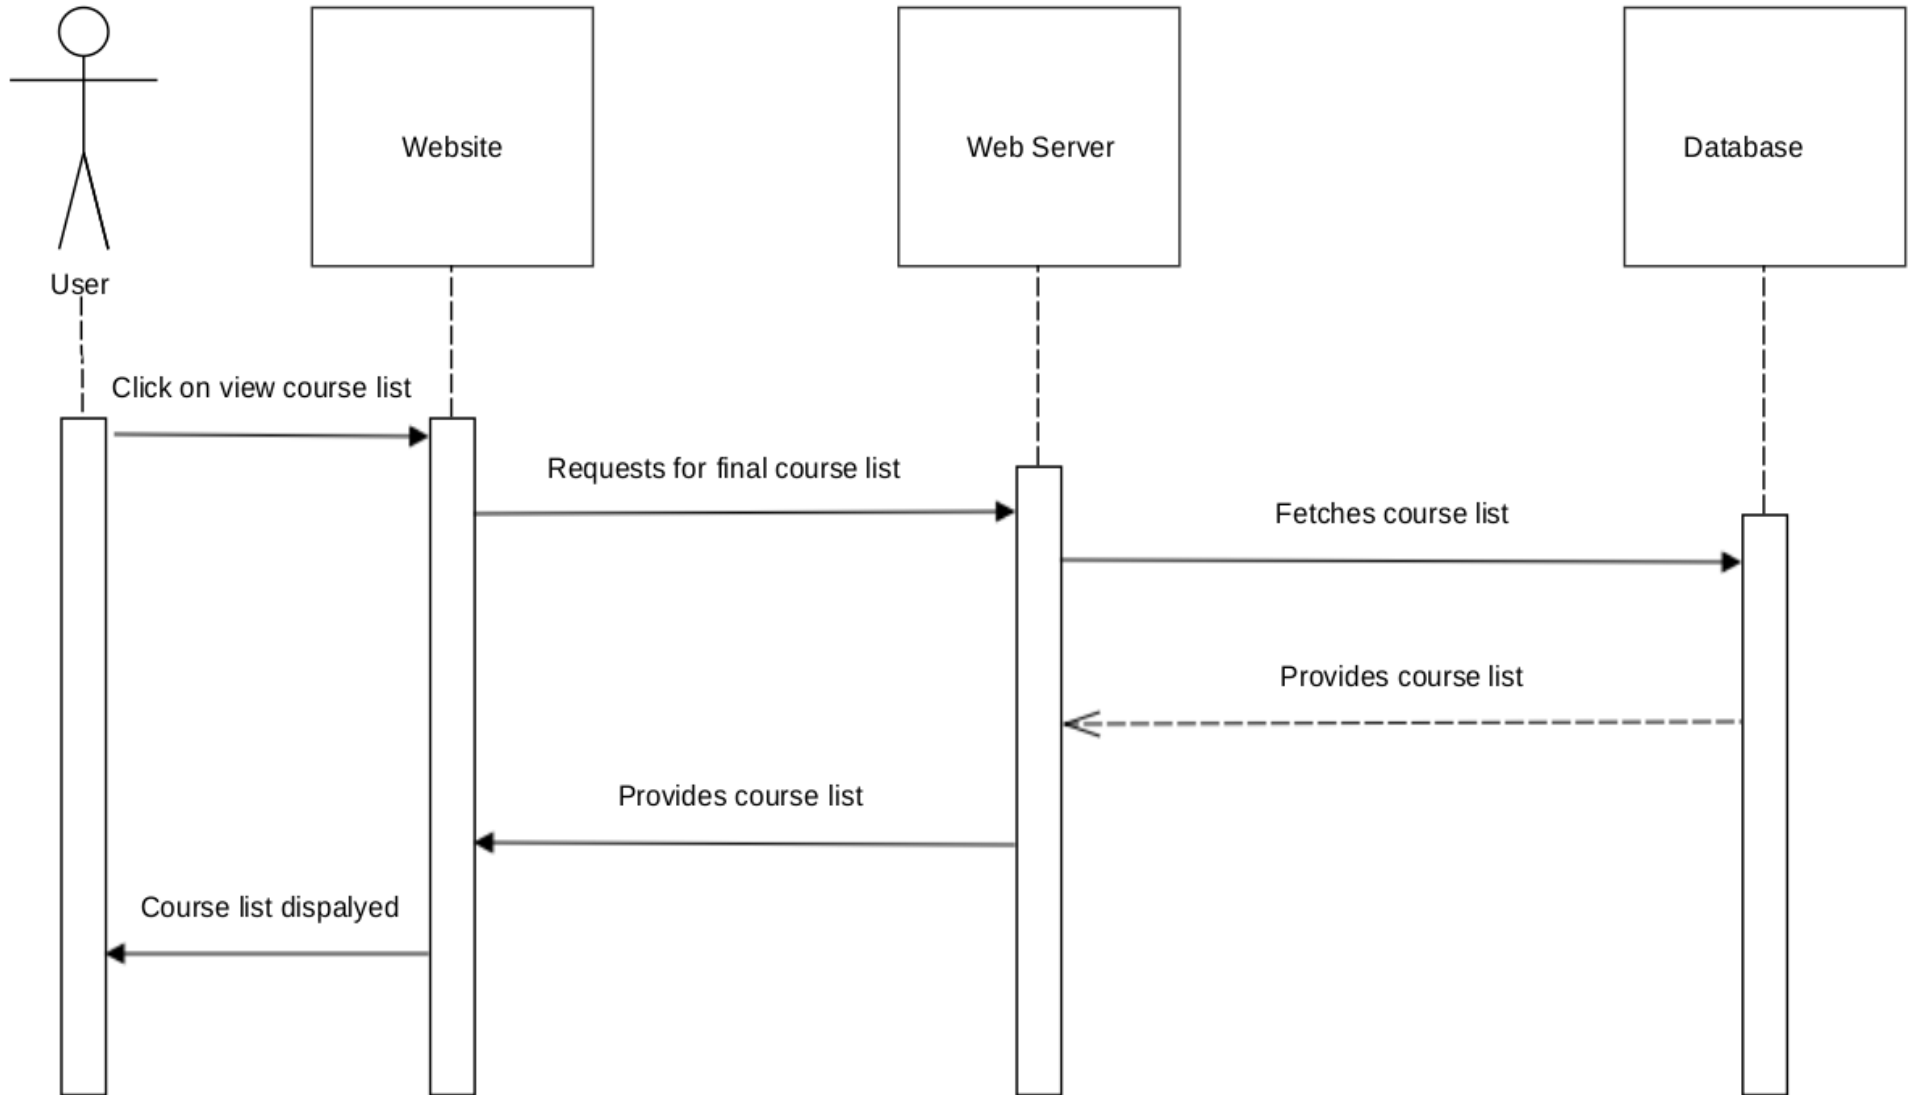 Website
Web Server
Database
User
Click on view course list
Requests for final course list
Fetches course list
Provides course list
Provides course list
Course list dispalyed